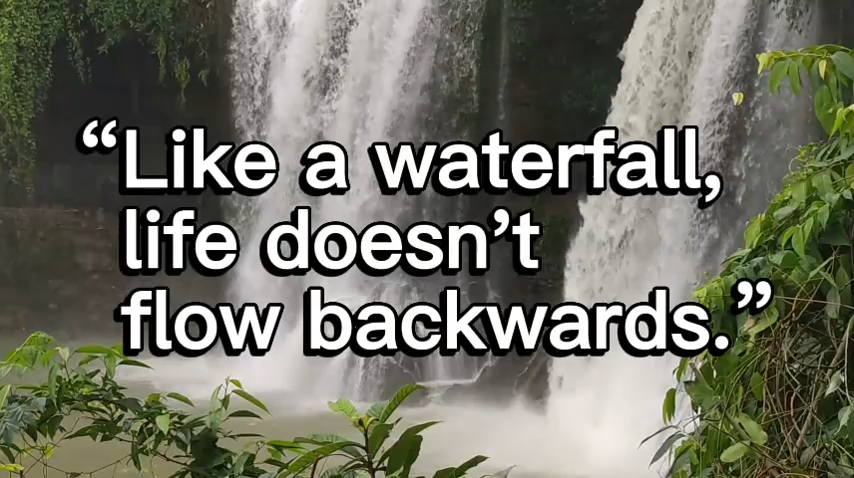 “Like a waterfall,
life doesn’t
flow backwards.”